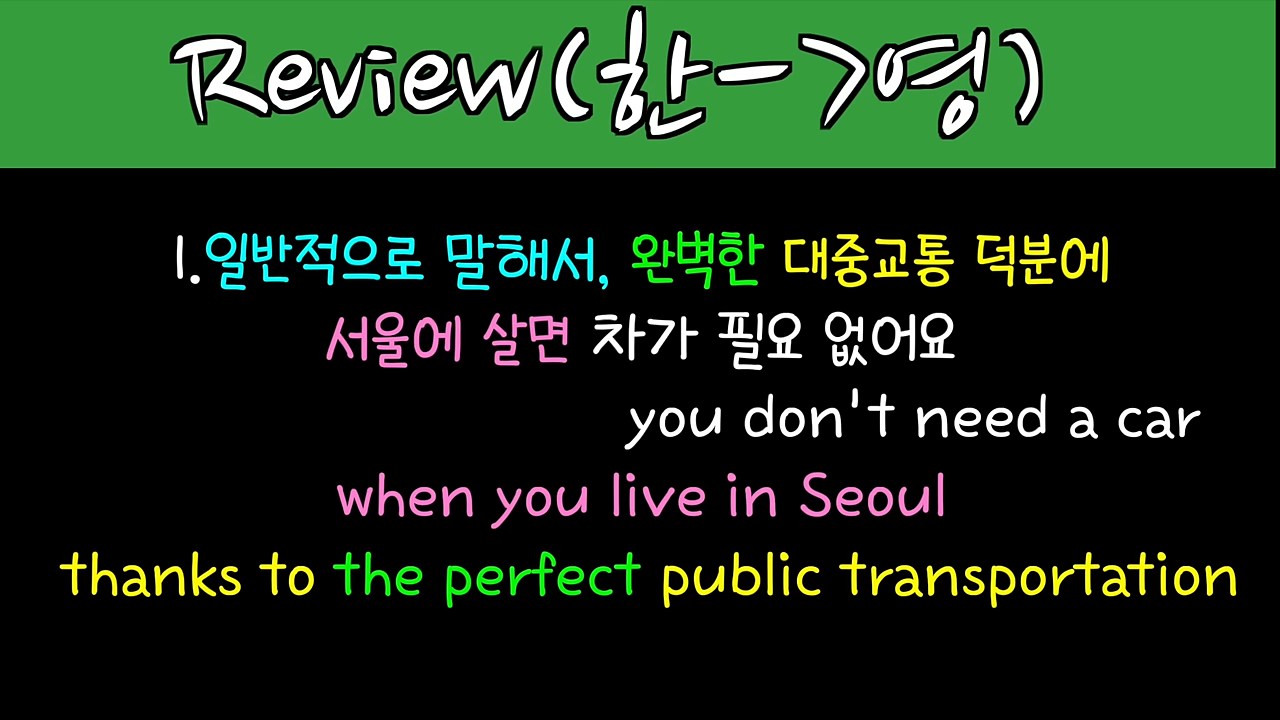 Review(한->영)
1.일반적으로 말해서, 완벽한 대중교통 덕분에
서울에 살면 차가 필요 없어요
you don't need a car
when you live in Seoul
thanks to the perfect public transportation